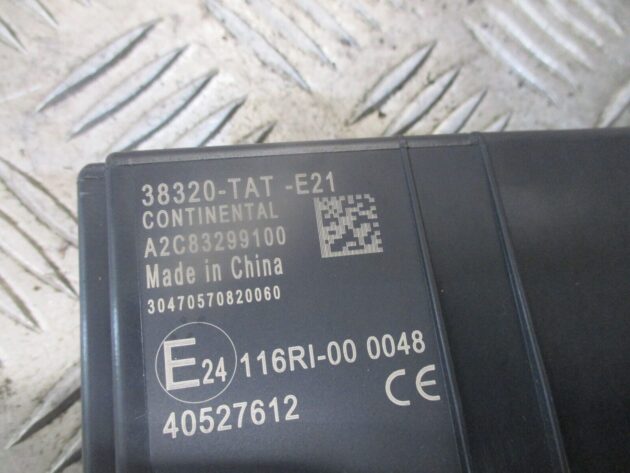 38320-TAT -E21
CONTINENTAL
A2C83299100
Made in China
30470570820060
E24 116RI-00 0048
CE
40527612